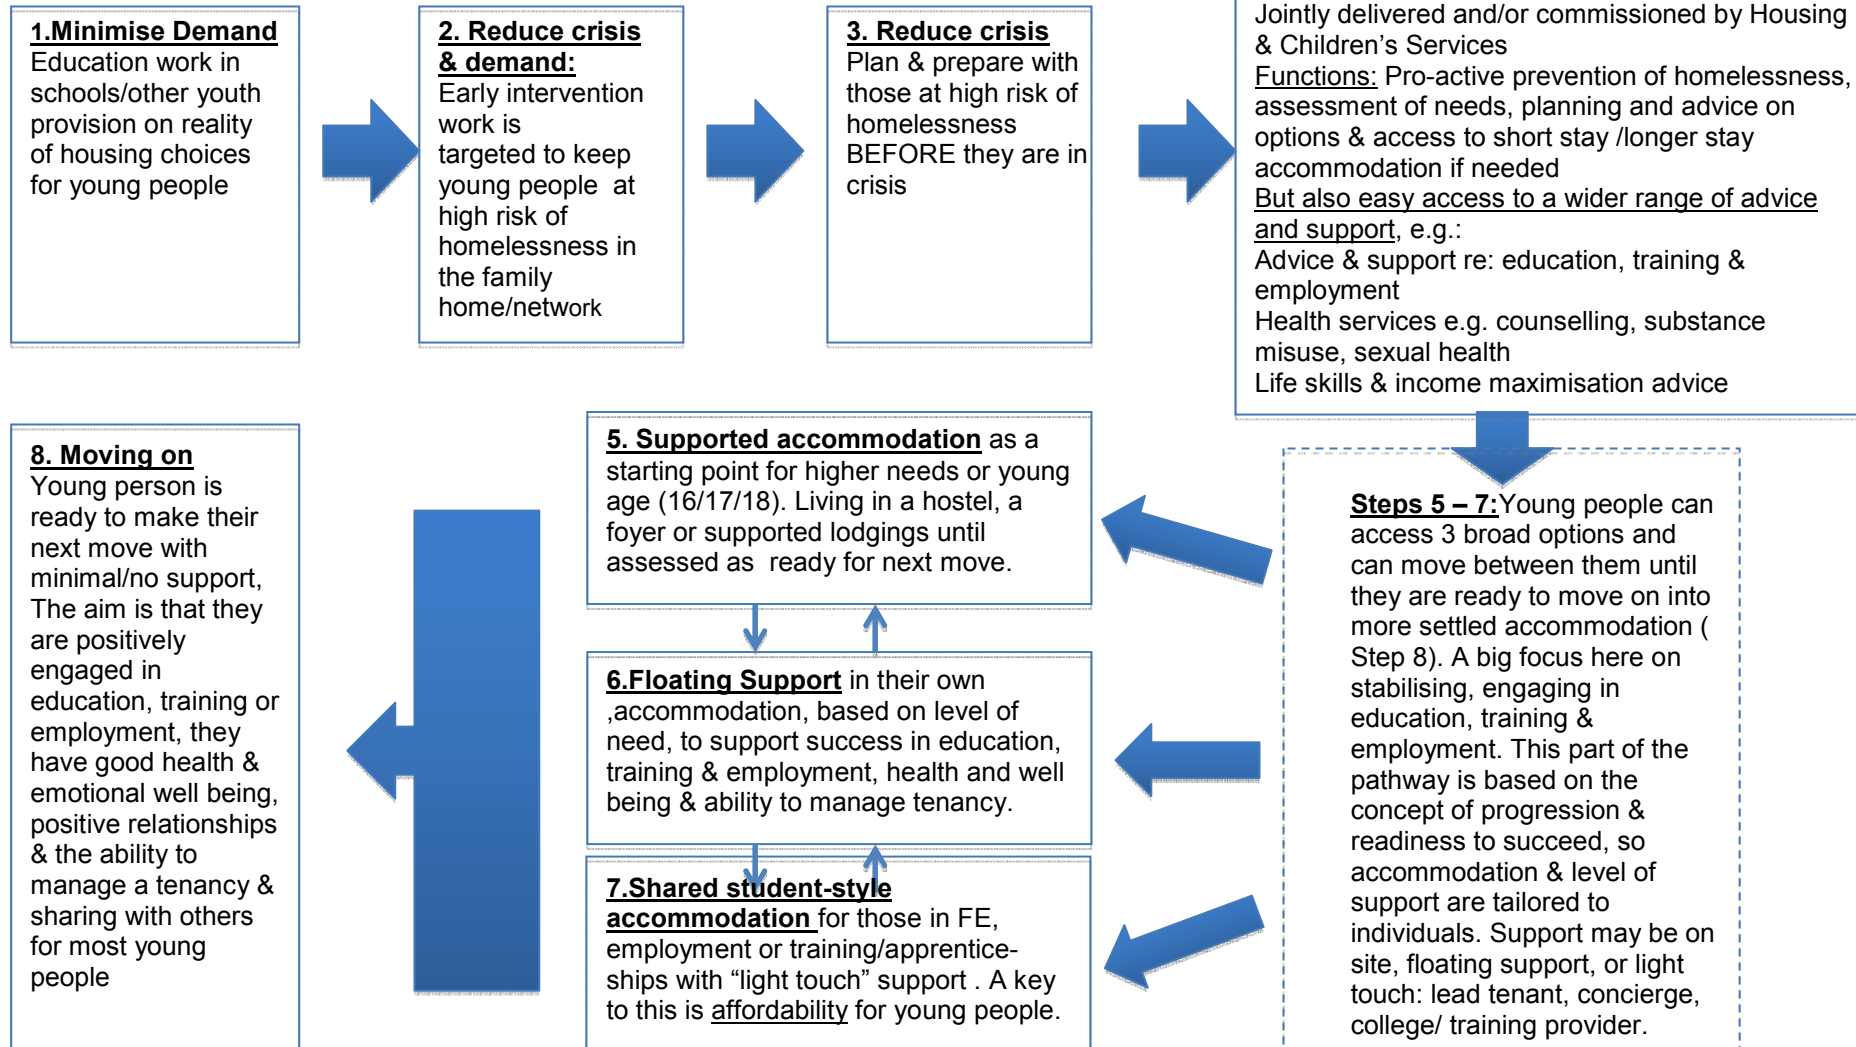 1.Minimise Demand
Education work in
schools/other youth
provision on reality
of housing choices
for young people
2. Reduce crisis
& demand:
Early intervention
work is
targeted to keep
young people at
high risk of
homelessness in
the family
home/network
3. Reduce crisis
Plan & prepare with
those at high risk of
homelessness
BEFORE they are in
crisis
Jointly delivered and/or commissioned by Housing
& Children’s Services
Functions: Pro-active prevention of homelessness,
assessment of needs, planning and advice on
options & access to short stay /longer stay
accommodation if needed
But also easy access to a wider range of advice
and support, e.g.:
Advice & support re: education, training &
employment
Health services e.g. counselling, substance
misuse, sexual health
Life skills & income maximisation advice
Steps 5 – 7:Young people can
access 3 broad options and
can move between them until
they are ready to move on into
more settled accommodation (
Step 8). A big focus here on
stabilising, engaging in
education, training &
employment. This part of the
pathway is based on the
concept of progression &
readiness to succeed, so
accommodation & level of
support are tailored to
individuals. Support may be on
site, floating support, or light
touch: lead tenant, concierge,
college/ training provider.
5. Supported accommodation as a
starting point for higher needs or young
age (16/17/18). Living in a hostel, a
foyer or supported lodgings until
assessed as ready for next move.
6.Floating Support in their own
,accommodation, based on level of
need, to support success in education,
training & employment, health and well
being & ability to manage tenancy.
7.Shared student-style
accommodation for those in FE,
employment or training/apprentice-
ships with “light touch” support . A key
to this is affordability for young people.
8. Moving on
Young person is
ready to make their
next move with
minimal/no support,
The aim is that they
are positively
engaged in
education, training or
employment, they
have good health &
emotional well being,
positive relationships
& the ability to
manage a tenancy &
sharing with others
for most young
people